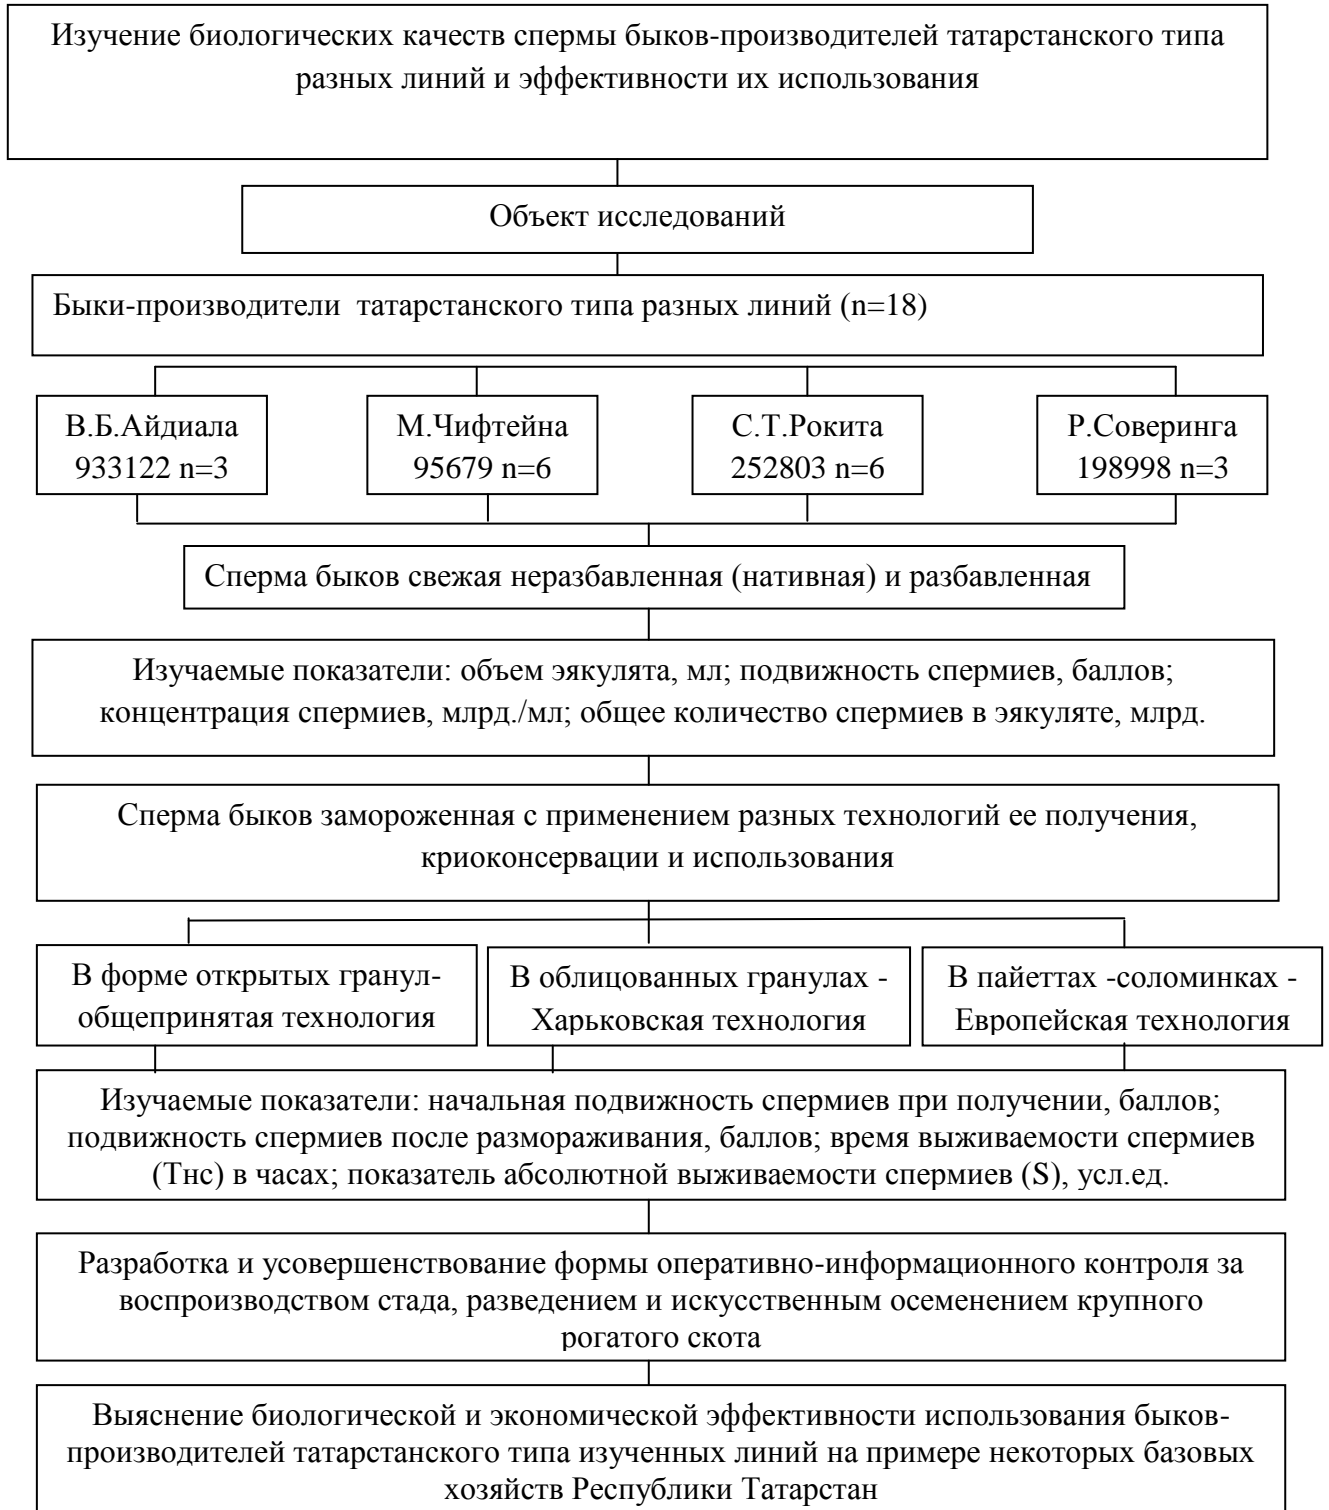 Изучение биологических качеств спермы быков-производителей татарстанского типа
разных линий и эффективности их использования
Объект исследований
Быки-производители татарстанского типа разных линий (n=18)
В.Б.Айдиала
933122 n=3
М.Чифтейна
95679 n=6
С.Т.Рокита
252803 n=6
Р.Соверинга
198998 n=3
Сперма быков свежая неразбавленная (нативная) и разбавленная
Изучаемые показатели: объем эякулята, мл; подвижность спермиев, баллов;
концентрация спермиев, млрд./мл; общее количество спермиев в эякуляте, млрд.
Сперма быков замороженная с применением разных технологий ее получения,
криоконсервации и использования
В форме открытых гранул-
общепринятая технология
В облицованных гранулах -
Харьковская технология
В пайеттах -соломинках -
Европейская технология
Изучаемые показатели: начальная подвижность спермиев при получении, баллов;
подвижность спермиев после размораживания, баллов; время выживаемости спермиев
(Тнс) в часах; показатель абсолютной выживаемости спермиев (S), усл.ед.
Разработка и усовершенствование формы оперативно-информационного контроля за
воспроизводством стада, разведением и искусственным осеменением крупного
рогатого скота
Выяснение биологической и экономической эффективности использования быков-
производителей татарстанского типа изученных линий на примере некоторых базовых
хозяйств Республики Татарстан